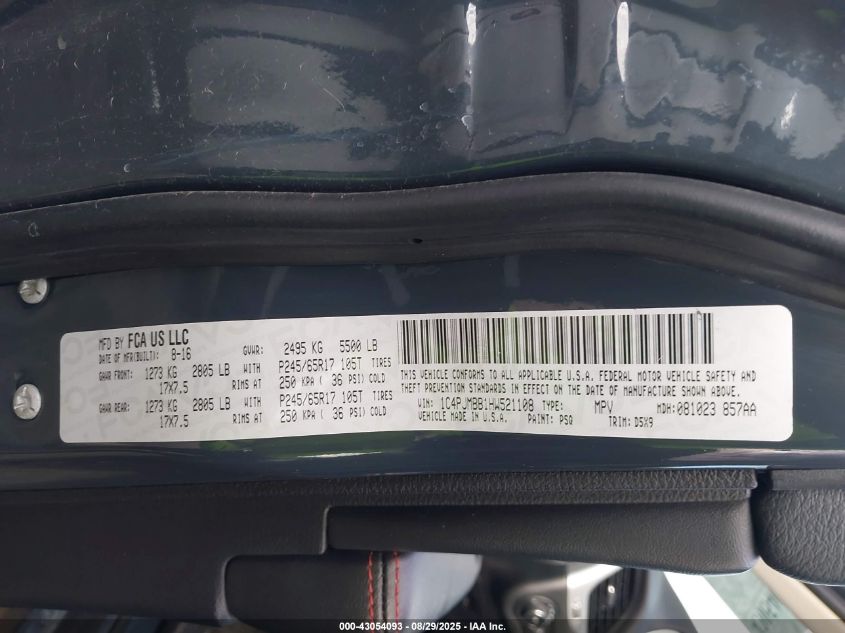 MFD BY FCA US LLC
DATE OF MFR(BUILT): 8-16
GVWR: 2495 KG 5500 LB
GAWR FRONT: 1273 KG 2805 LB WITH P245/65R17 105T TIRES
17X7.5 RIMS AT 250 KPA ( 36 PSI) COLD
GAWR REAR: 1273 KG 2805 LB WITH P245/65R17 105T TIRES
17X7.5 RIMS AT 250 KPA ( 36 PSI) COLD
THIS VEHICLE CONFORMS TO ALL APPLICABLE U.S.A. FEDERAL MOTOR VEHICLE SAFETY AND
THEFT PREVENTION STANDARDS IN EFFECT ON THE DATE OF MANUFACTURE SHOWN ABOVE.
VIN: 1C4PJMBB1HW521108 TYPE: MPV MDH:081023 857AA
VEHICLE MADE IN U.S.A. PAINT: PSQ TRIM: D5X9
000-43054093 - 08/29/2025 - IAA Inc.